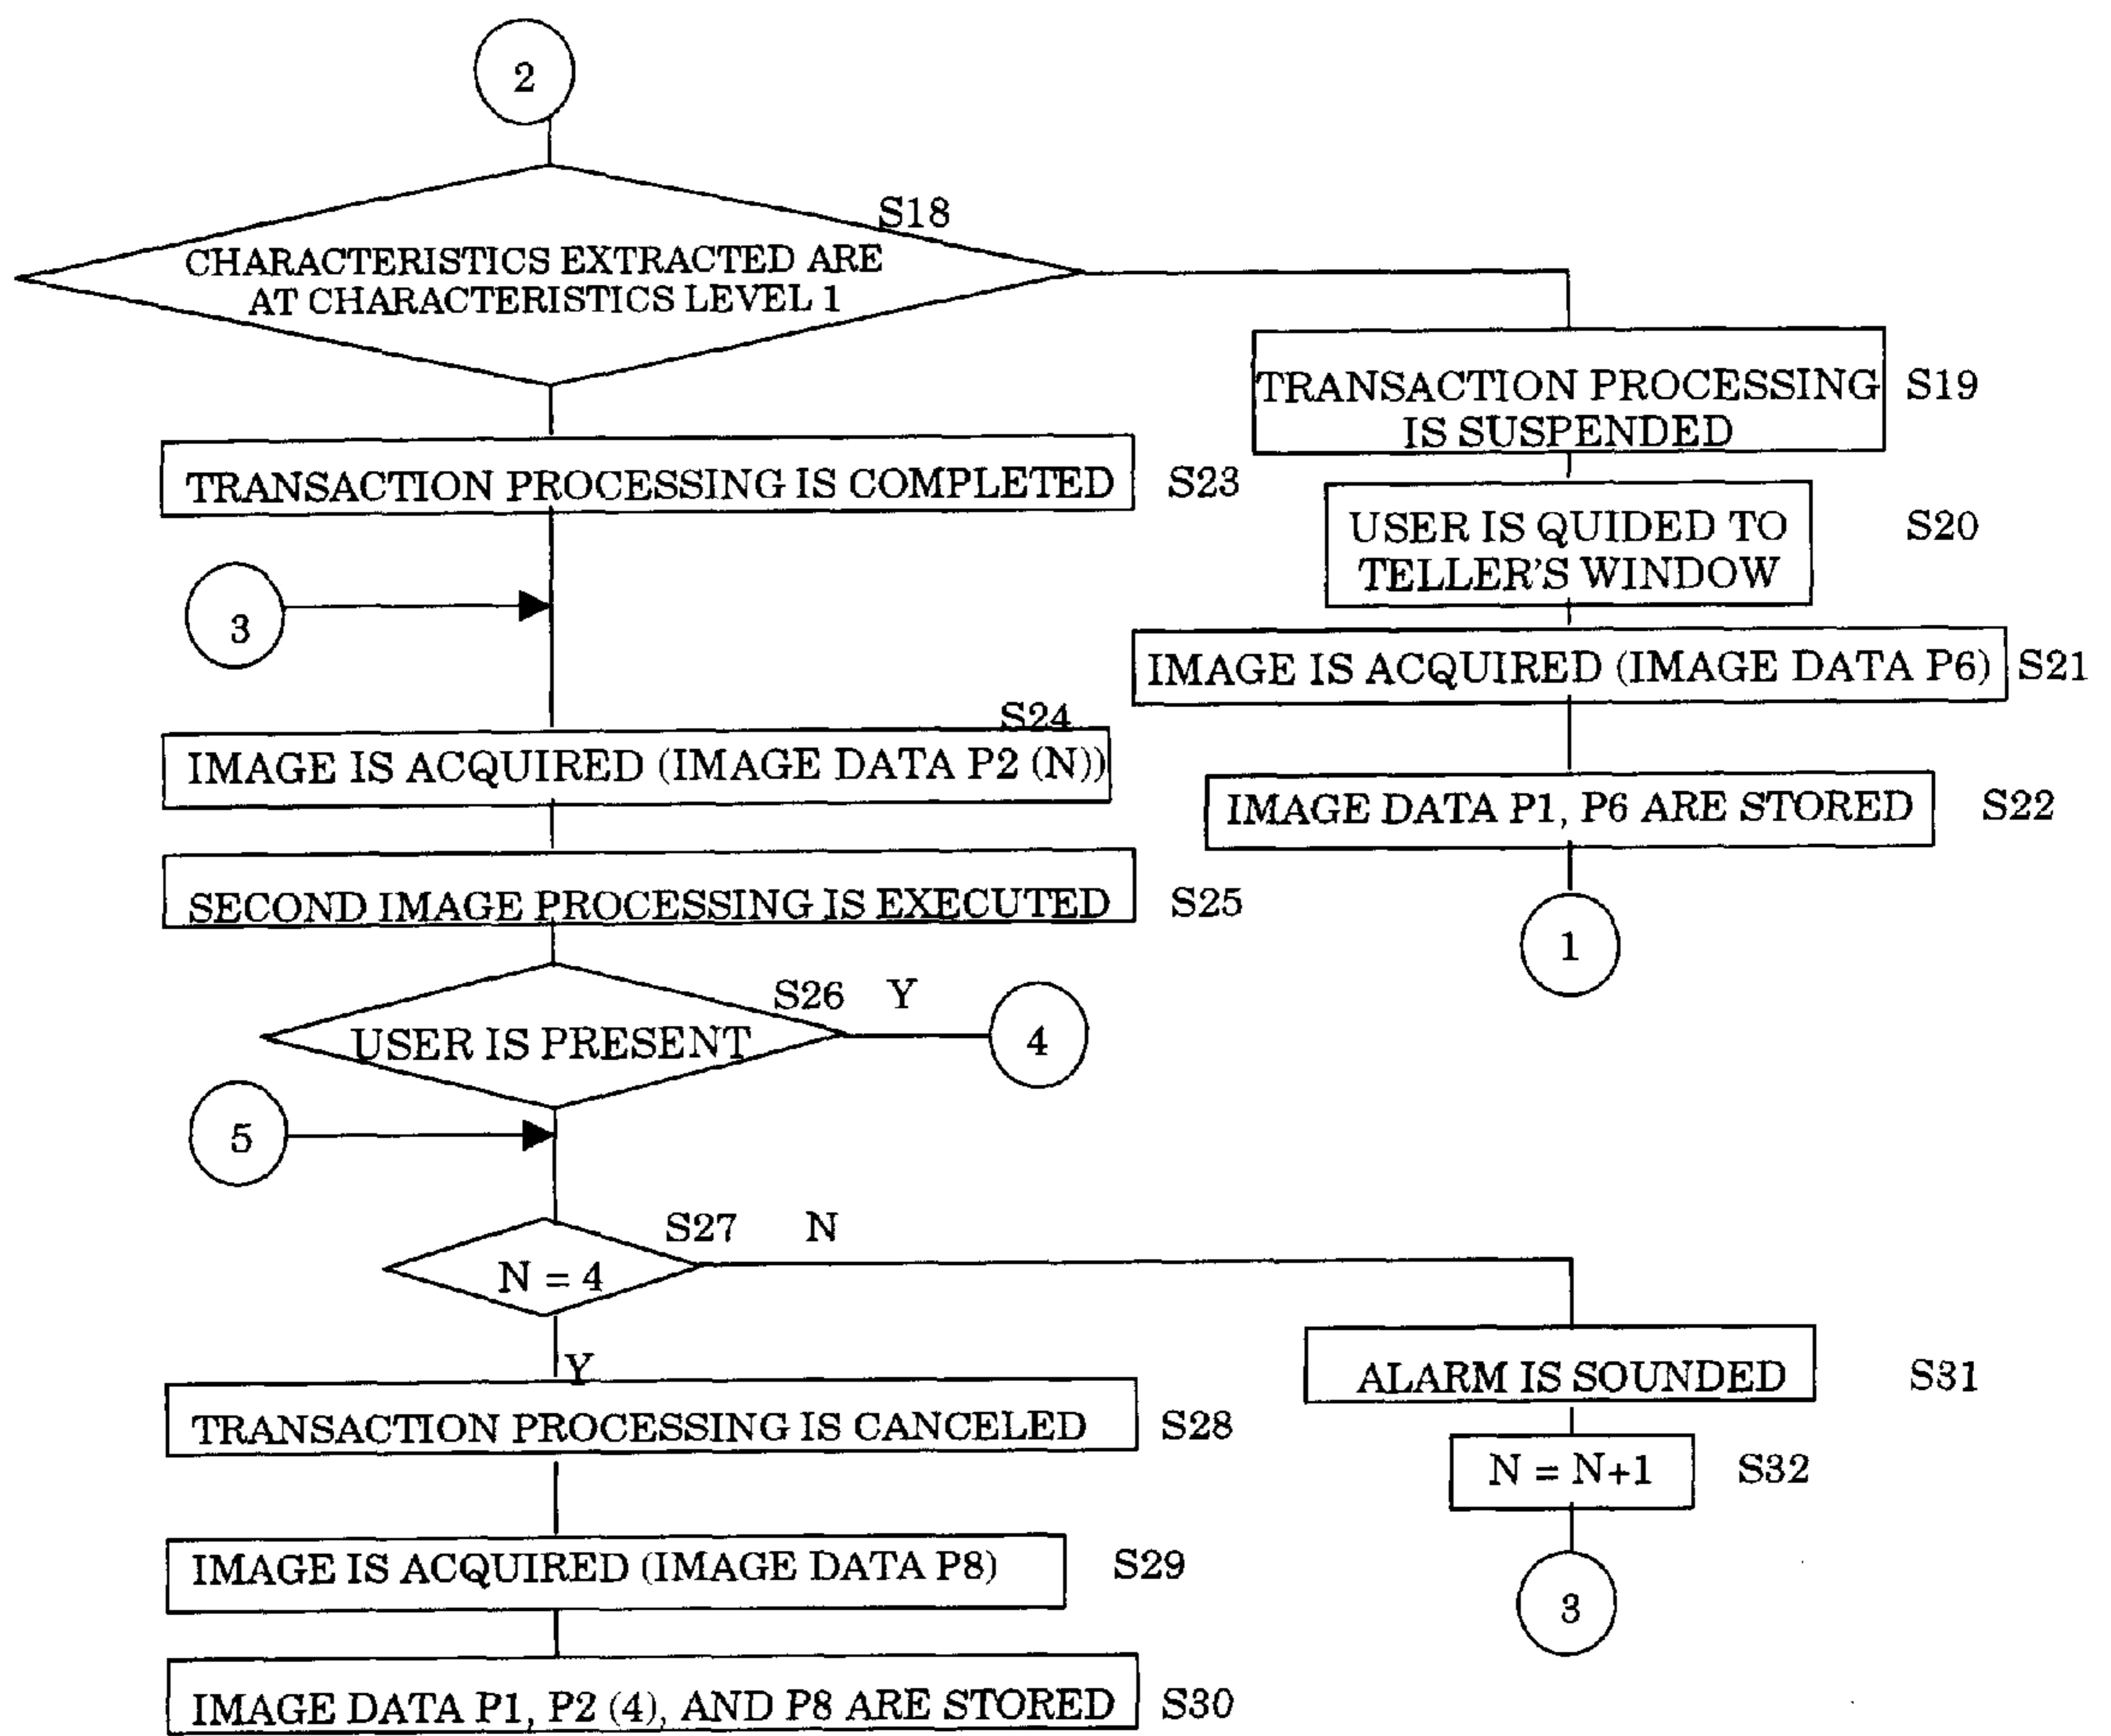 2
S18
CHARACTERISTICS EXTRACTED ARE
AT CHARACTERISTICS LEVEL 1
TRANSACTION PROCESSING
IS SUSPENDED
S19
TRANSACTION PROCESSING IS COMPLETED
S23
USER IS QUIDED TO
TELLER'S WINDOW
S20
3
IMAGE IS ACQUIRED (IMAGE DATA P6)
S21
S24
IMAGE IS ACQUIRED (IMAGE DATA P2 (N))
IMAGE DATA P1, P6 ARE STORED
S22
SECOND IMAGE PROCESSING IS EXECUTED
S25
1
S26
Y
USER IS PRESENT
4
5
S27
N
N = 4
Y
ALARM IS SOUNDED
S31
TRANSACTION PROCESSING IS CANCELED
S28
N = N+1
S32
IMAGE IS ACQUIRED (IMAGE DATA P8)
S29
3
IMAGE DATA P1, P2 (4), AND P8 ARE STORED
S30